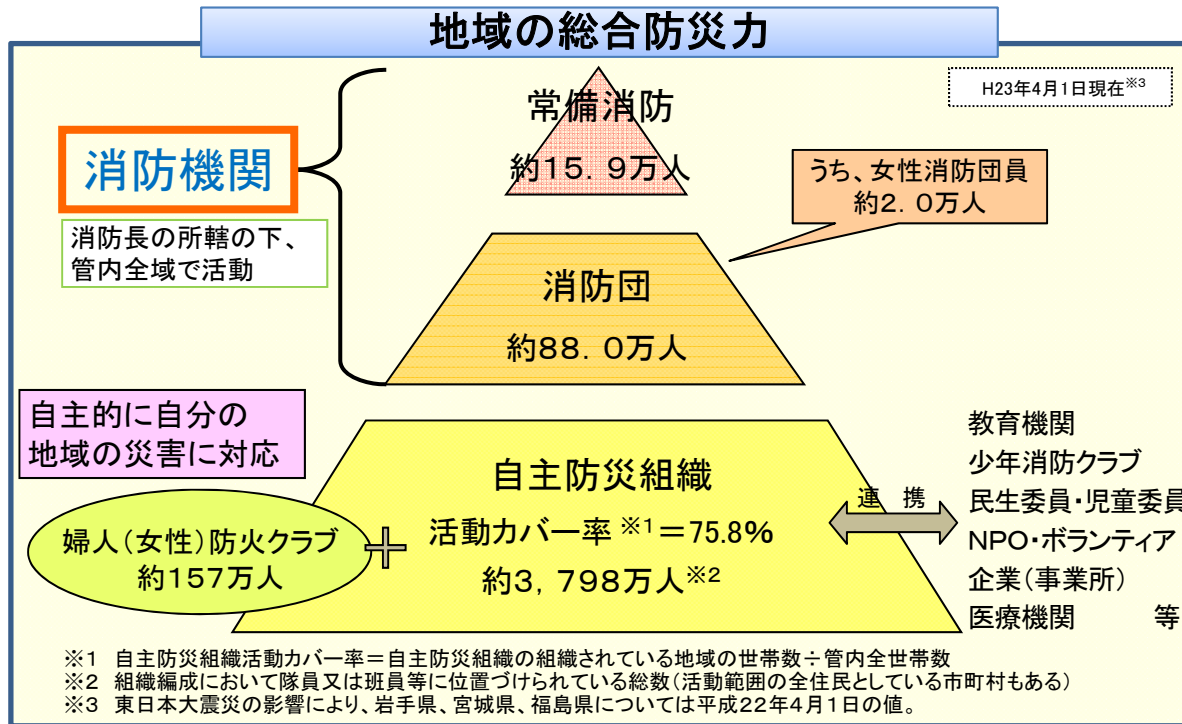 地域の総合防災力
H23年4月1日現在※3
常備消防
約15.9万人
消防機関
消防長の所轄の下、
管内全域で活動
うち、女性消防団員
約2.0万人
消防団
約88.0万人
自主的に自分の
地域の災害に対応
自主防災組織
活動カバー率※1=75.8%
約3,798万人※2
婦人(女性)防火クラブ
約157万人
連 携
教育機関
少年消防クラブ
民生委員・児童委員
NPO・ボランティア
企業(事業所)
医療機関 等
※1 自主防災組織活動カバー率=自主防災組織の組織されている地域の世帯数÷管内全世帯数
※2 組織編成において隊員又は班員等に位置づけられている総数(活動範囲の全住民としている市町村もある)
※3 東日本大震災の影響により、岩手県、宮城県、福島県については平成22年4月1日の値。